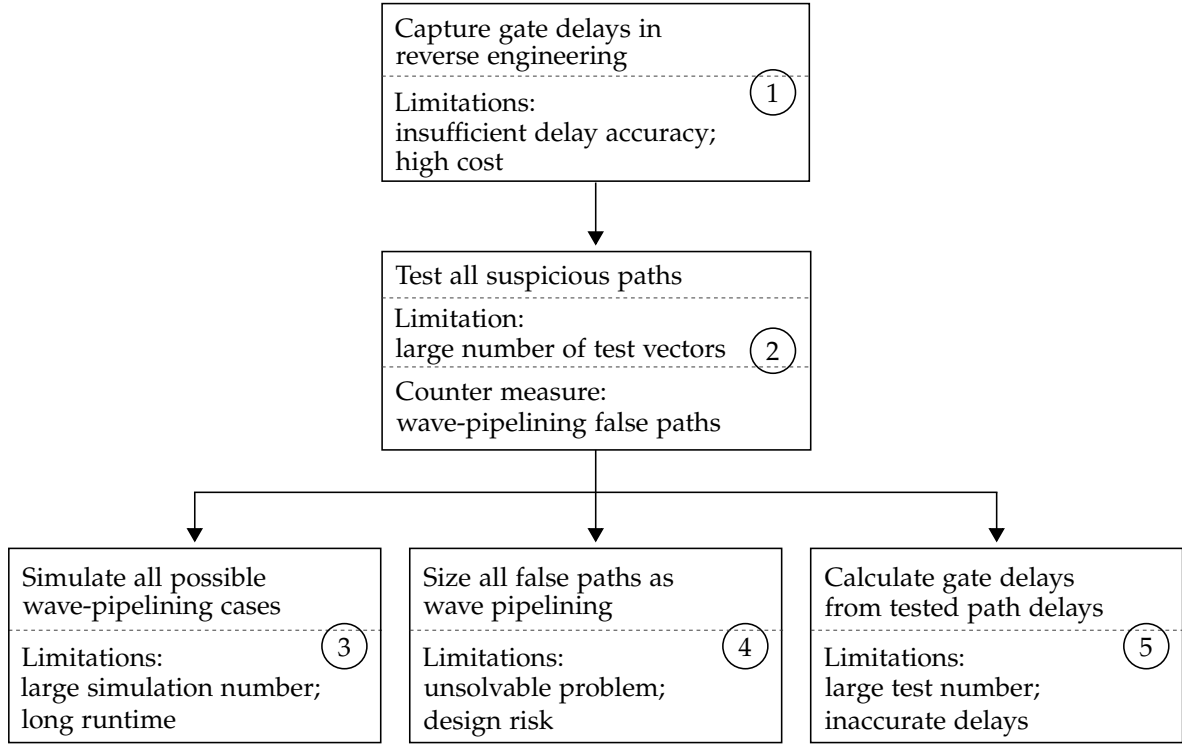 Capture gate delays in
reverse engineering
1
Limitations:
insufficient delay accuracy;
high cost
Test all suspicious paths
Limitation:
large number of test vectors
2
Counter measure:
wave-pipelining false paths
Simulate all possible
wave-pipelining cases
3
Limitations:
large simulation number;
long runtime
Size all false paths as
wave pipelining
4
Limitations:
unsolvable problem;
design risk
Calculate gate delays
from tested path delays
5
Limitations:
large test number;
inaccurate delays